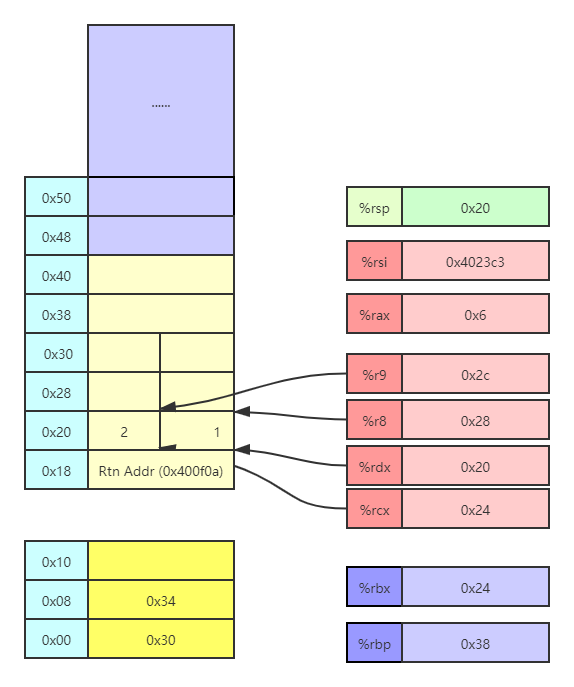 ......
0x50
0x48
0x40
0x38
0x30
0x28
0x20 2 1
0x18 Rtn Addr (0x400f0a)
0x10
0x08 0x34
0x00 0x30
%rsp 0x20
%rsi 0x4023c3
%rax 0x6
%r9 0x2c
%r8 0x28
%rdx 0x20
%rcx 0x24
%rbx 0x24
%rbp 0x38